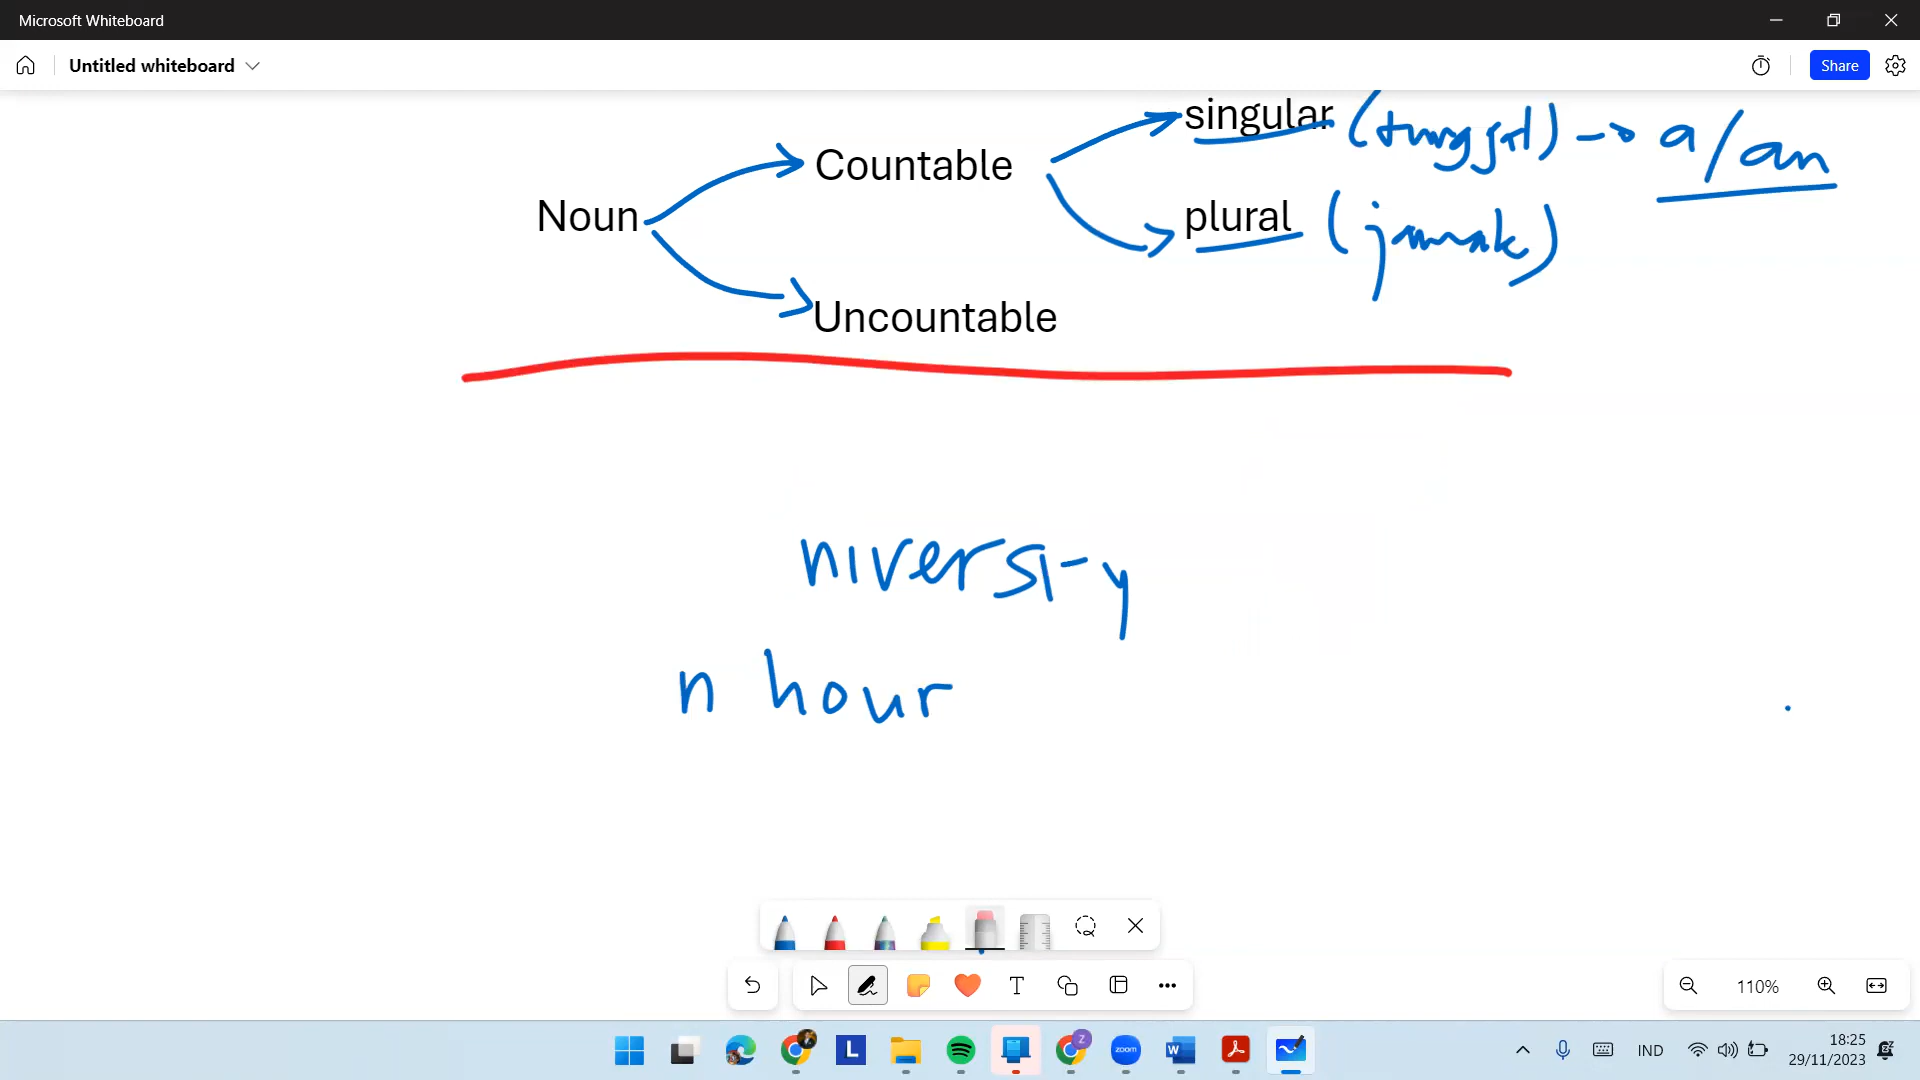 Microsoft Whiteboard
Untitled whiteboard
Share
singular (tunggal) → a/an
Countable
Noun
plural (jamak)
Uncountable
niversi-y
n hour
T
110%
L
Z
zoom
W
IND
18:25
29/11/2023